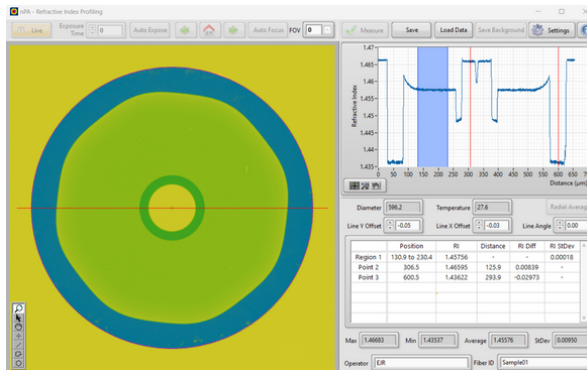 nPA - Refractive Index Profiling
Live Exposure Time 0 Auto Expose Auto Focus FOV 0 Measure Save Load Data Save Background Settings
1.47
1.465
1.46
1.455
1.45
1.445
1.44
1.435
Refractive Index
0 50 100 150 200 250 300 350 400 450 500 550 600 650
Distance (µm)
Diameter 596.2 Temperature 27.6 Radial Average
Line Y Offset -0.05 Line X Offset -0.03 Line Angle 0.00
Position RI Distance RI Diff RI StDev
Region 1 130.9 to 230.4 1.45756 - - 0.00018
Point 2 306.5 1.46595 125.9 0.00839 -
Point 3 600.5 1.43622 293.9 -0.02973 -
Max 1.46683 Min 1.43537 Average 1.45576 StDev 0.00950
Operator EJR Fiber ID Sample01